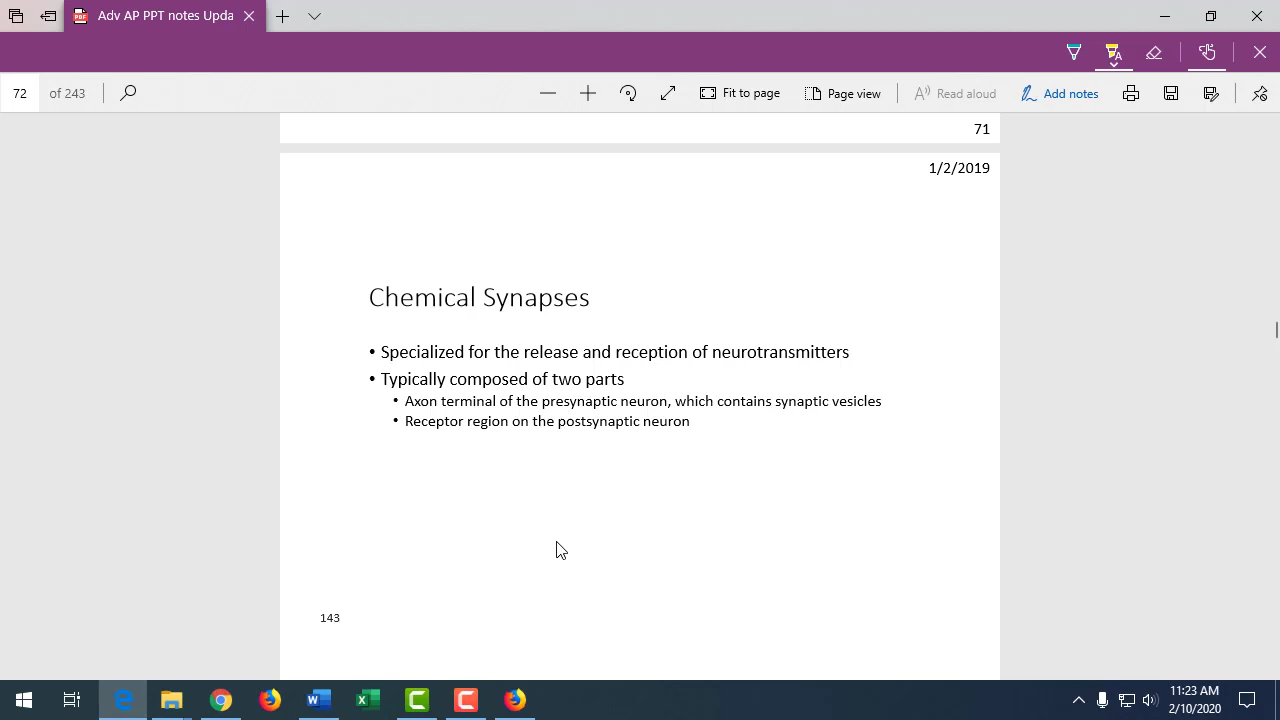 Adv AP PPT notes Upda
72 of 243
Fit to page
Page view
Read aloud
Add notes
71
1/2/2019
Chemical Synapses
• Specialized for the release and reception of neurotransmitters
• Typically composed of two parts
• Axon terminal of the presynaptic neuron, which contains synaptic vesicles
• Receptor region on the postsynaptic neuron
143
11:23 AM
2/10/2020